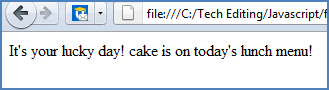 file:///C:/Tech Editing/Javascript/f
It's your lucky day! cake is on today's lunch menu!